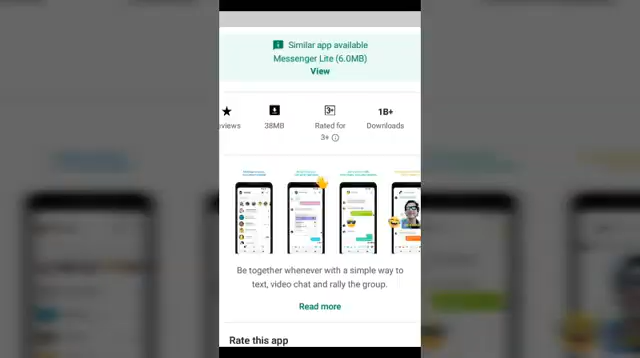 Similar app available
Messenger Lite (6.0MB)
View
38MB
3+
Rated for
3+
1B+
Downloads
Be together whenever with a simple way to
text, video chat and rally the group.
Read more
Rate this app